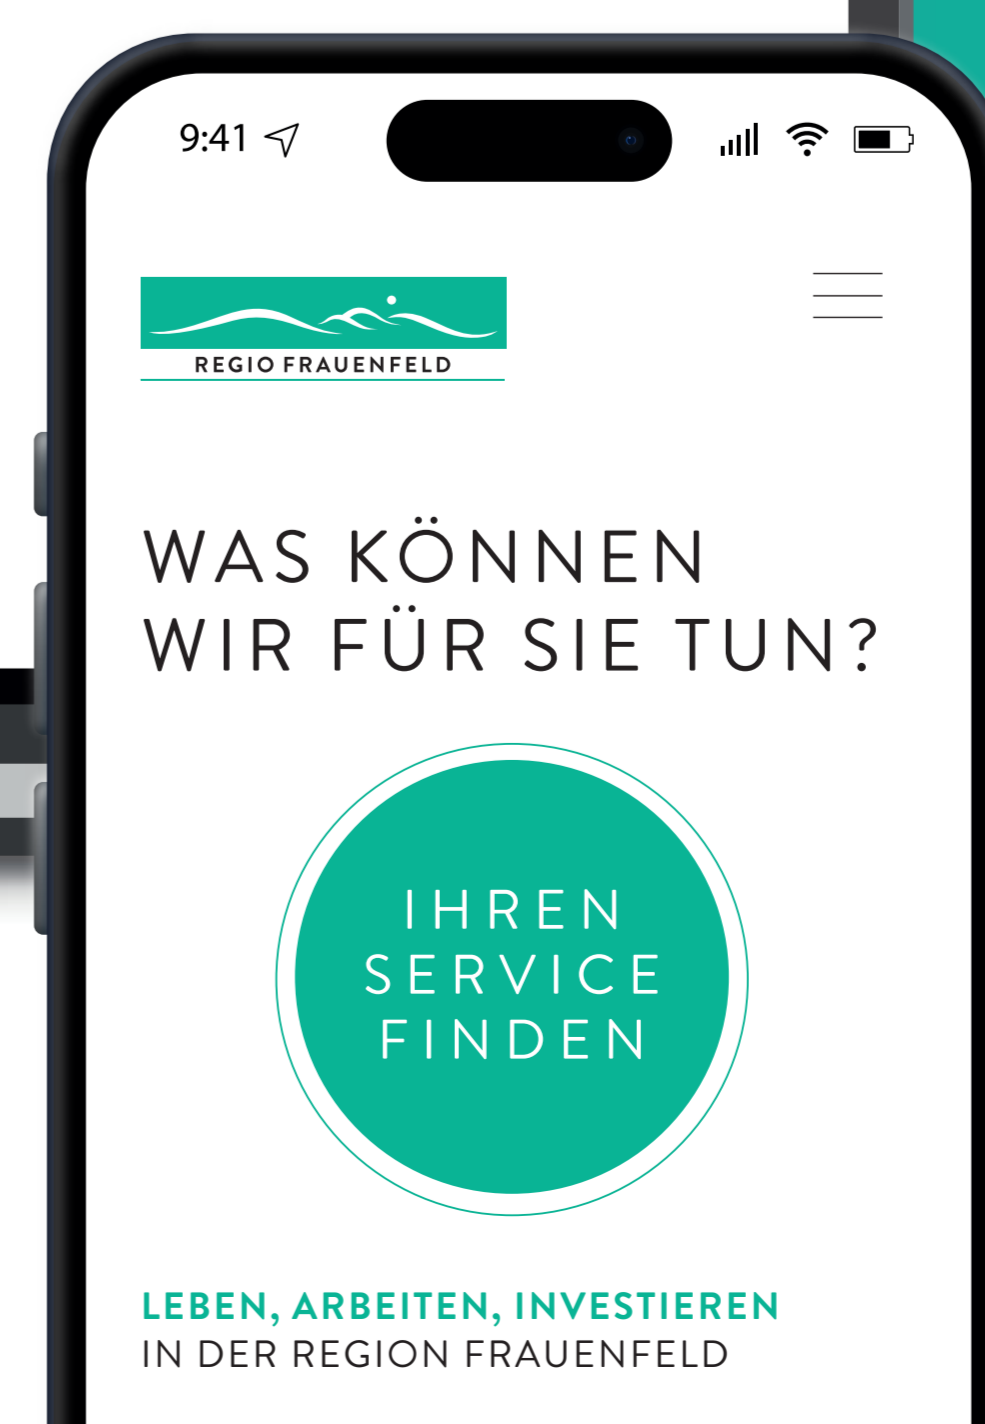 9:41
REGIO FRAUENFELD
WAS KÖNNEN
WIR FÜR SIE TUN?
IHREN
SERVICE
FINDEN
LEBEN, ARBEITEN, INVESTIEREN
IN DER REGION FRAUENFELD